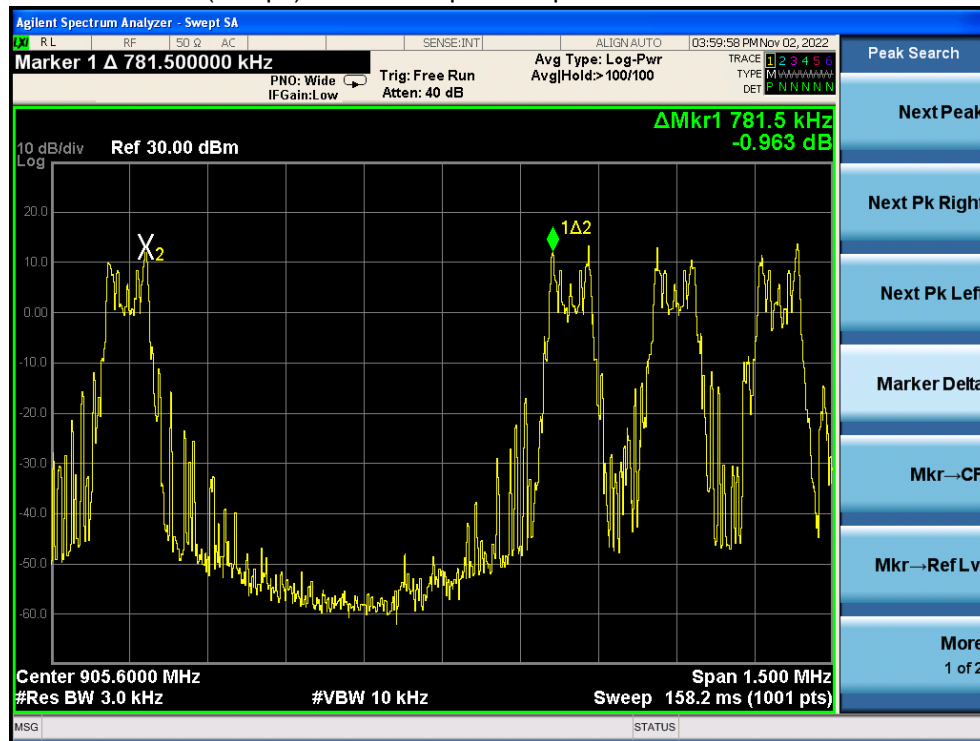 Agilent Spectrum Analyzer - Swept SA
LXI RL RF 50 Ω AC SENSE:INT ALIGN AUTO 03:59:58 PM Nov 02, 2022
Marker 1 Δ 781.500000 kHz
PNO: Wide
IFGain:Low
Trig: Free Run
Atten: 40 dB
Avg Type: Log-Pwr
Avg|Hold:>100/100
TRACE 1 2 3 4 5 6
TYPE M
DET P N N N N N
ΔMkr1 781.5 kHz
-0.963 dB
10 dB/div Ref 30.00 dBm
Log
20.0
10.0
0.00
-10.0
-20.0
-30.0
-40.0
-50.0
-60.0
X2
1Δ2
Center 905.6000 MHz Span 1.500 MHz
#Res BW 3.0 kHz #VBW 10 kHz Sweep 158.2 ms (1001 pts)
MSG STATUS
Peak Search
Next Peak
Next Pk Right
Next Pk Left
Marker Delta
Mkr→CF
Mkr→Ref Lv
More
1 of 2